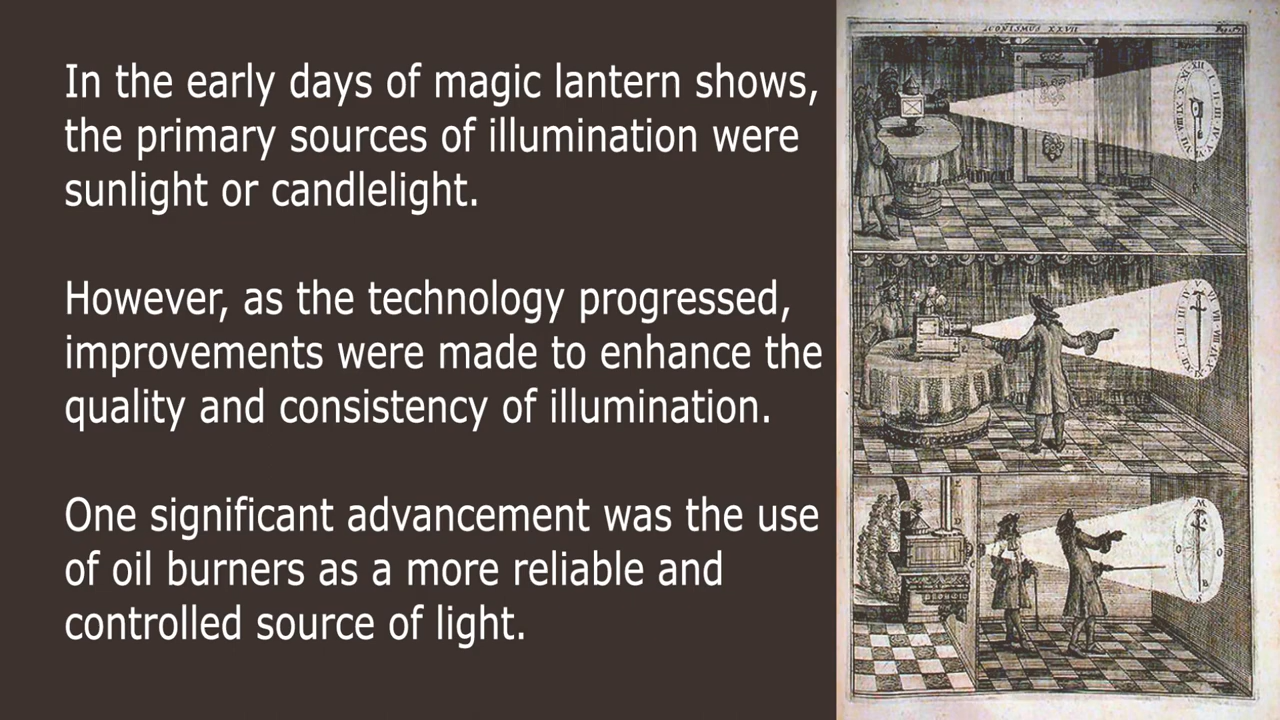 In the early days of magic lantern shows,
the primary sources of illumination were
sunlight or candlelight.
However, as the technology progressed,
improvements were made to enhance the
quality and consistency of illumination.
One significant advancement was the use
of oil burners as a more reliable and
controlled source of light.